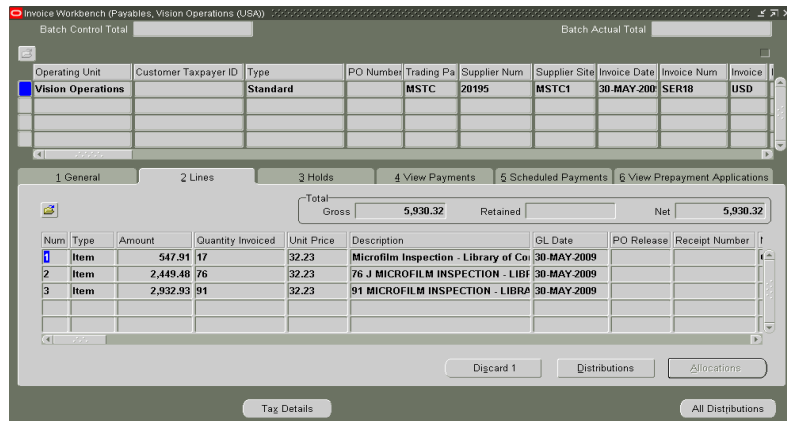 Invoice Workbench (Payables, Vision Operations (USA))
Batch Control Total
Batch Actual Total
Operating Unit Customer Taxpayer ID Type PO Number Trading Pa Supplier Num Supplier Site Invoice Date Invoice Num Invoice
Vision Operations Standard MSTC 20195 MSTC1 30-MAY-200 SER18 USD
1 General 2 Lines 3 Holds 4 View Payments 5 Scheduled Payments 6 View Prepayment Applications
Total
Gross 5,930.32 Retained Net 5,930.32
Num Type Amount Quantity Invoiced Unit Price Description GL Date PO Release Receipt Number
1 Item 547.91 17 32.23 Microfilm Inspection - Library of Co 30-MAY-2009
2 Item 2,449.48 76 32.23 76 J MICROFILM INSPECTION - LIB 30-MAY-2009
3 Item 2,932.93 91 32.23 91 MICROFILM INSPECTION - LIBRA 30-MAY-2009
Discard 1 Distributions Allocations
Tax Details All Distributions